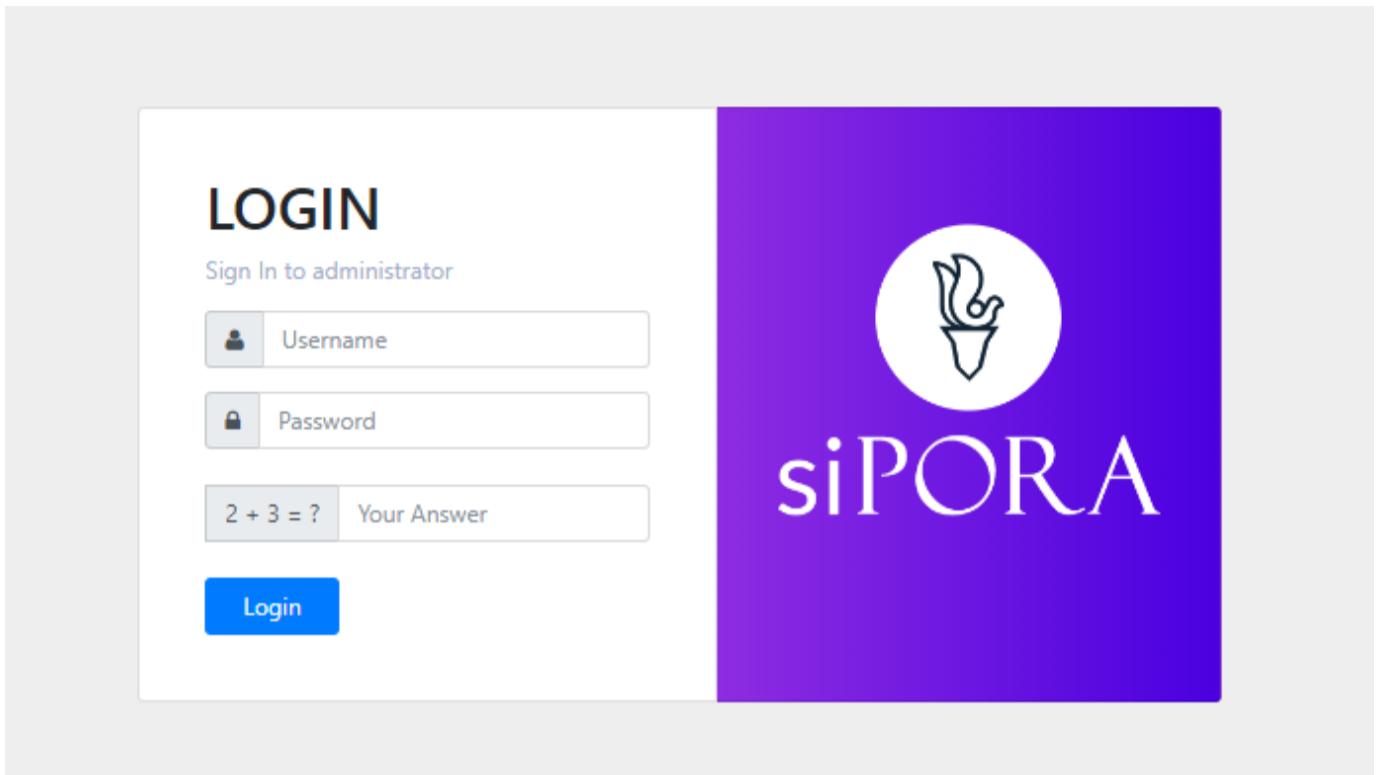 LOGIN
Sign In to administrator
Username
Password
2 + 3 = ?
Your Answer
Login
siPORA